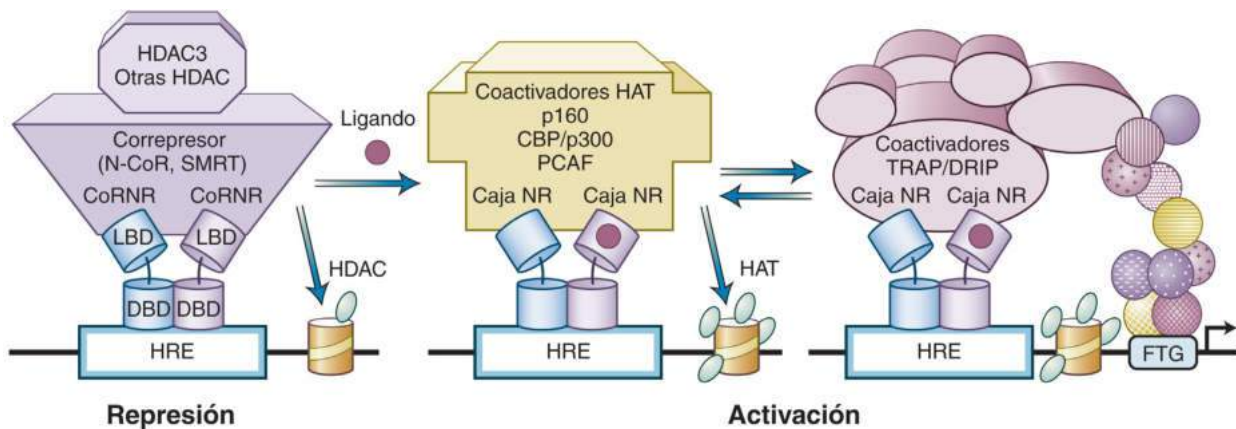 HDAC3
Otras HDAC
Correpresor
(N-CoR, SMRT)
CoRNR CoRNR
LBD LBD
DBD DBD
HRE
HDAC
Represión
Ligando
Coactivadores HAT
p160
CBP/p300
PCAF
Caja NR Caja NR
HRE
HAT
Coactivadores
TRAP/DRIP
Caja NR Caja NR
HRE
FTG
Activación